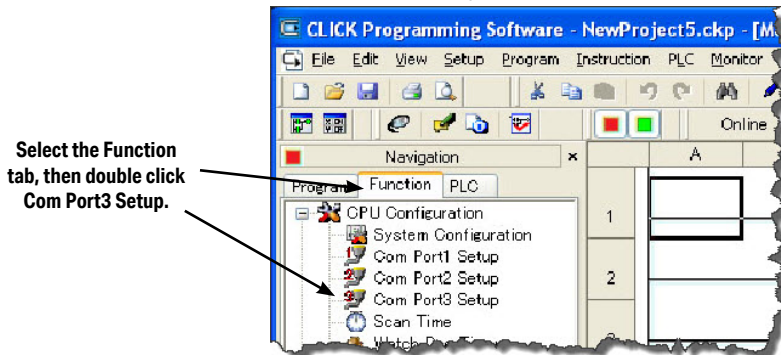 CLICK Programming Software - NewProject5.ckp - [M
File Edit View Setup Program Instruction PLC Monitor
Online
Navigation
A
Program Function PLC
CPU Configuration
System Configuration
Com Port1 Setup
Com Port2 Setup
Com Port3 Setup
Scan Time
1
2
Select the Function
tab, then double click
Com Port3 Setup.